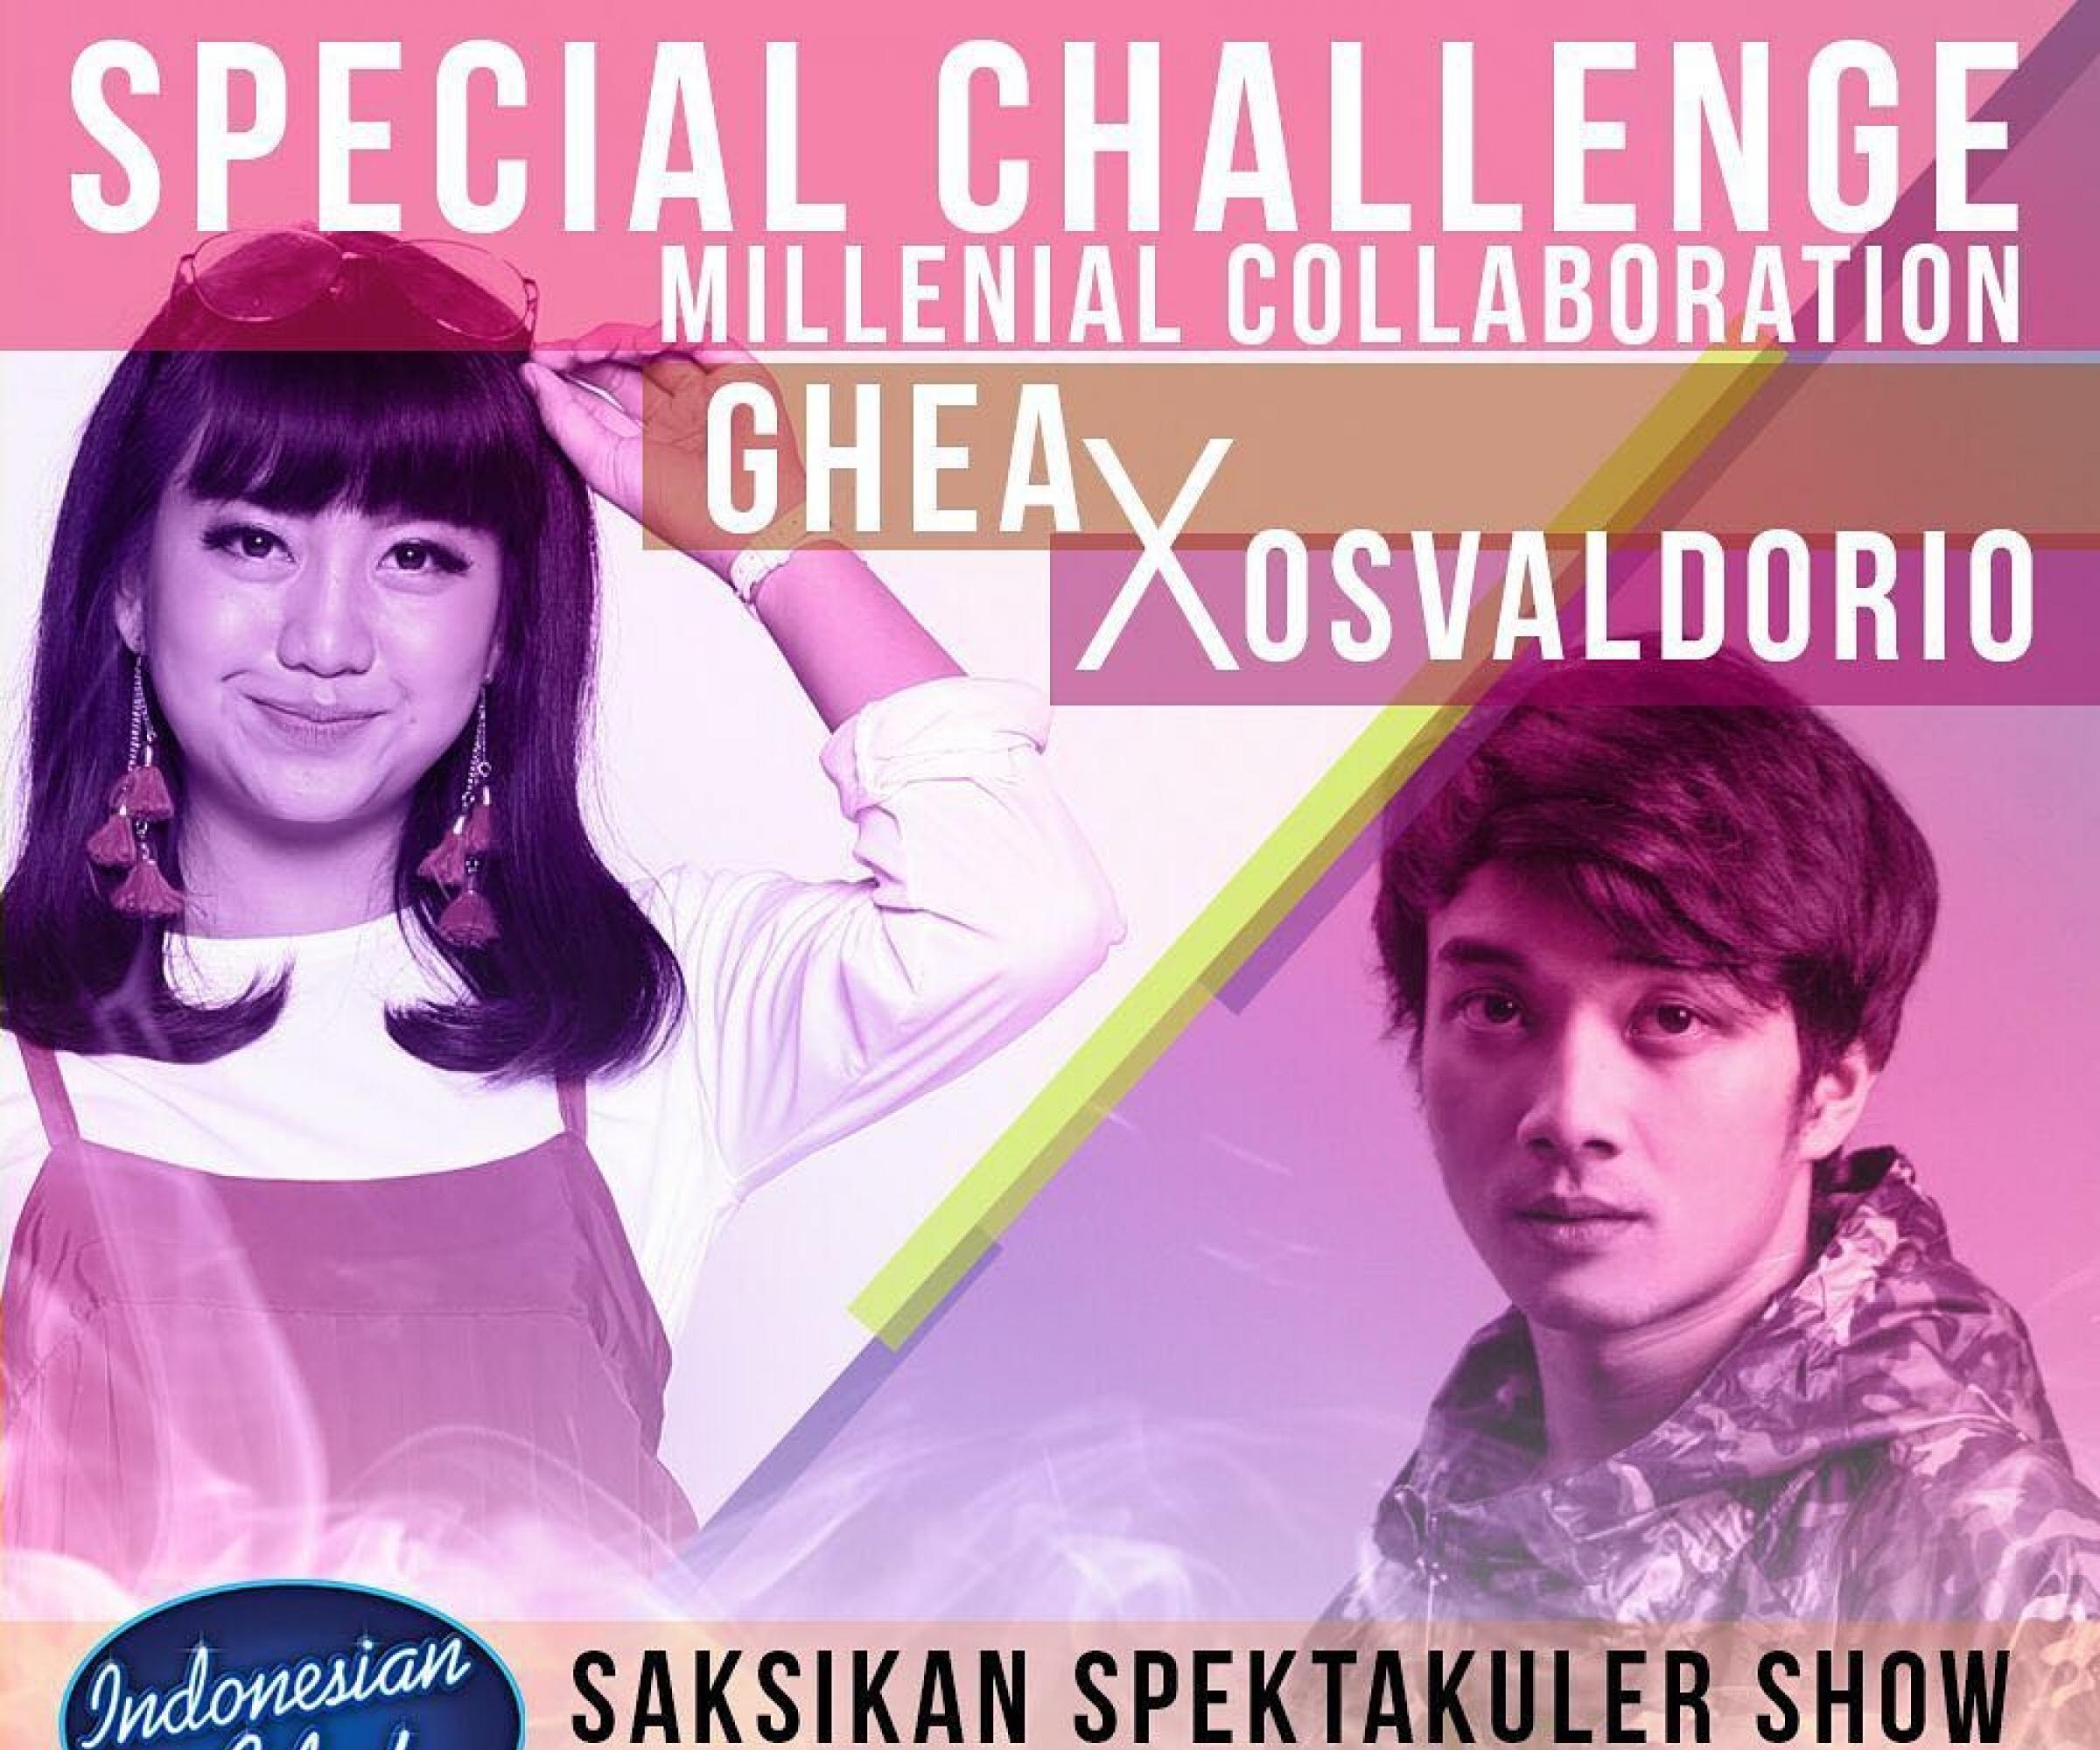 SPECIAL CHALLENGE
MILLENIAL COLLABORATION
GHEA
X OSVALDORIO
Indonesian
SAKSIKAN SPEKTAKULER SHOW